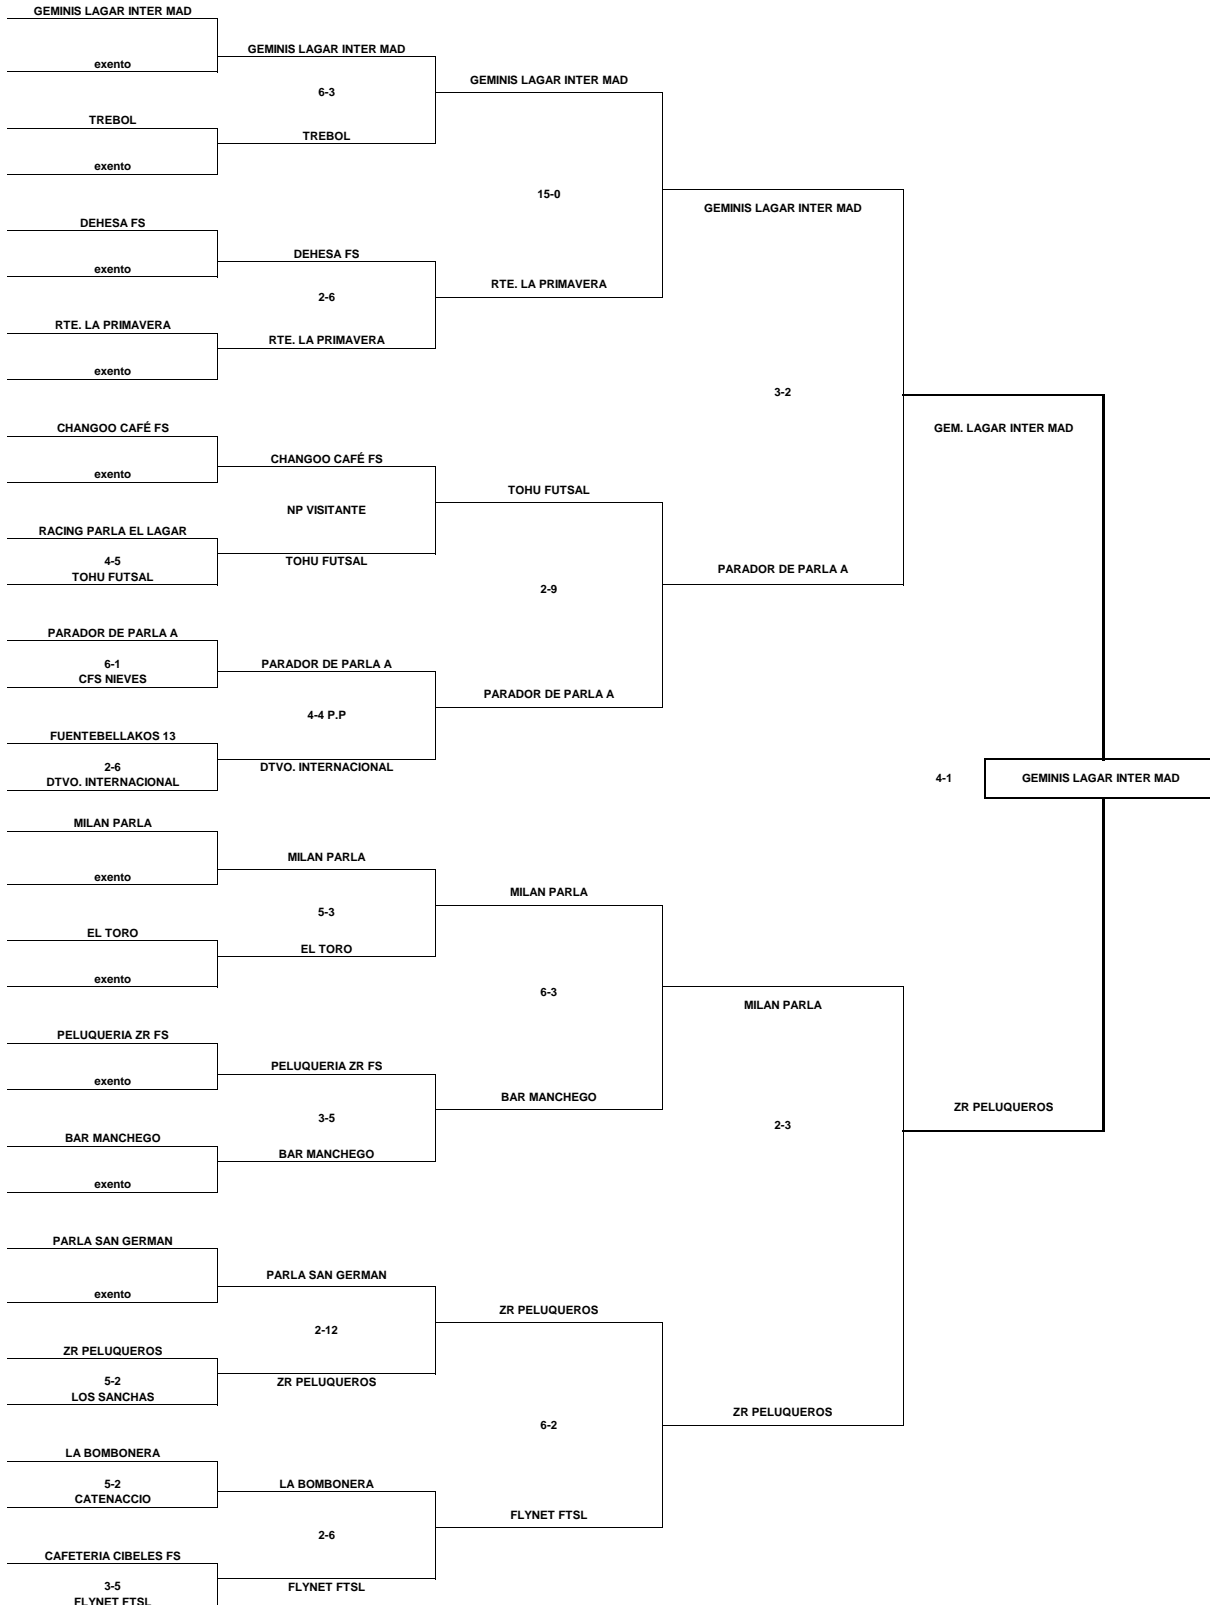 GEMINIS LAGAR INTER MAD
exento
GEMINIS LAGAR INTER MAD
6-3
TREBOL
exento
TREBOL
GEMINIS LAGAR INTER MAD
15-0
DEHESA FS
exento
DEHESA FS
2-6
RTE. LA PRIMAVERA
exento
RTE. LA PRIMAVERA
RTE. LA PRIMAVERA
GEMINIS LAGAR INTER MAD
3-2
CHANGOO CAFÉ FS
exento
CHANGOO CAFÉ FS
NP VISITANTE
RACING PARLA EL LAGAR
4-5
TOHU FUTSAL
TOHU FUTSAL
TOHU FUTSAL
2-9
PARADOR DE PARLA A
6-1
CFS NIEVES
PARADOR DE PARLA A
4-4 P.P
FUENTEBELLAKOS 13
2-6
DTVO. INTERNACIONAL
DTVO. INTERNACIONAL
PARADOR DE PARLA A
PARADOR DE PARLA A
GEM. LAGAR INTER MAD
4-1
GEMINIS LAGAR INTER MAD
MILAN PARLA
exento
MILAN PARLA
5-3
EL TORO
exento
EL TORO
MILAN PARLA
6-3
PELUQUERIA ZR FS
exento
PELUQUERIA ZR FS
3-5
BAR MANCHEGO
exento
BAR MANCHEGO
BAR MANCHEGO
MILAN PARLA
2-3
ZR PELUQUEROS
PARLA SAN GERMAN
exento
PARLA SAN GERMAN
2-12
ZR PELUQUEROS
5-2
LOS SANCHAS
ZR PELUQUEROS
ZR PELUQUEROS
6-2
ZR PELUQUEROS
LA BOMBONERA
5-2
CATENACCIO
LA BOMBONERA
2-6
FLYNET FTSL
CAFETERIA CIBELES FS
3-5
FLYNET FTSL
FLYNET FTSL